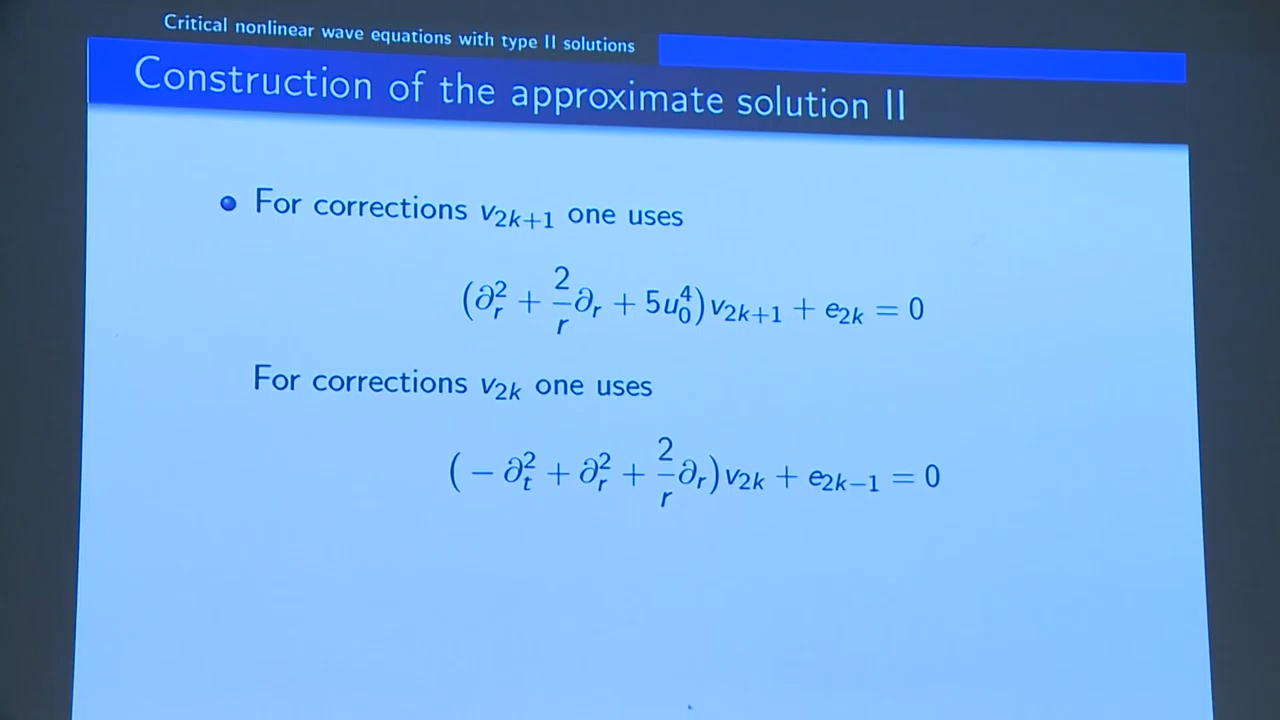 Critical nonlinear wave equations with type II solutions
Construction of the approximate solution II
For corrections v_{2k+1} one uses
(∂_r^2 + \frac{2}{r}∂_r + 5u_0^4)v_{2k+1} + e_{2k} = 0
For corrections v_{2k} one uses
(−∂_t^2 + ∂_r^2 + \frac{2}{r}∂_r)v_{2k} + e_{2k−1} = 0